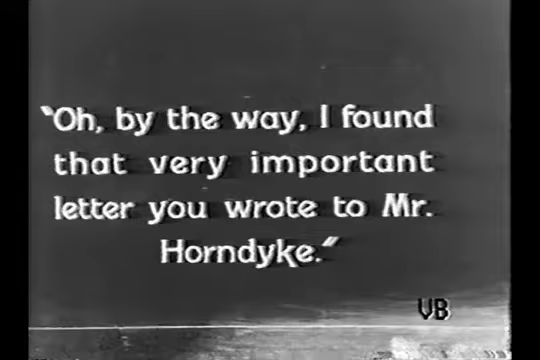 “Oh, by the way, I found
that very important
letter you wrote to Mr.
Horndyke.”
VB